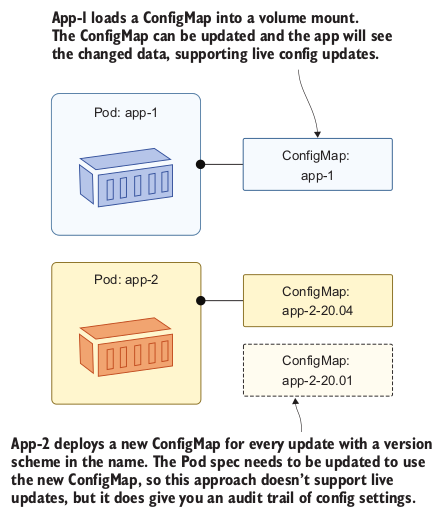 App-1 loads a ConfigMap into a volume mount.
The ConfigMap can be updated and the app will see
the changed data, supporting live config updates.
Pod: app-1
ConfigMap:
app-1
Pod: app-2
ConfigMap:
app-2-20.04
ConfigMap:
app-2-20.01
App-2 deploys a new ConfigMap for every update with a version
scheme in the name. The Pod spec needs to be updated to use
the new ConfigMap, so this approach doesn’t support live
updates, but it does give you an audit trail of config settings.